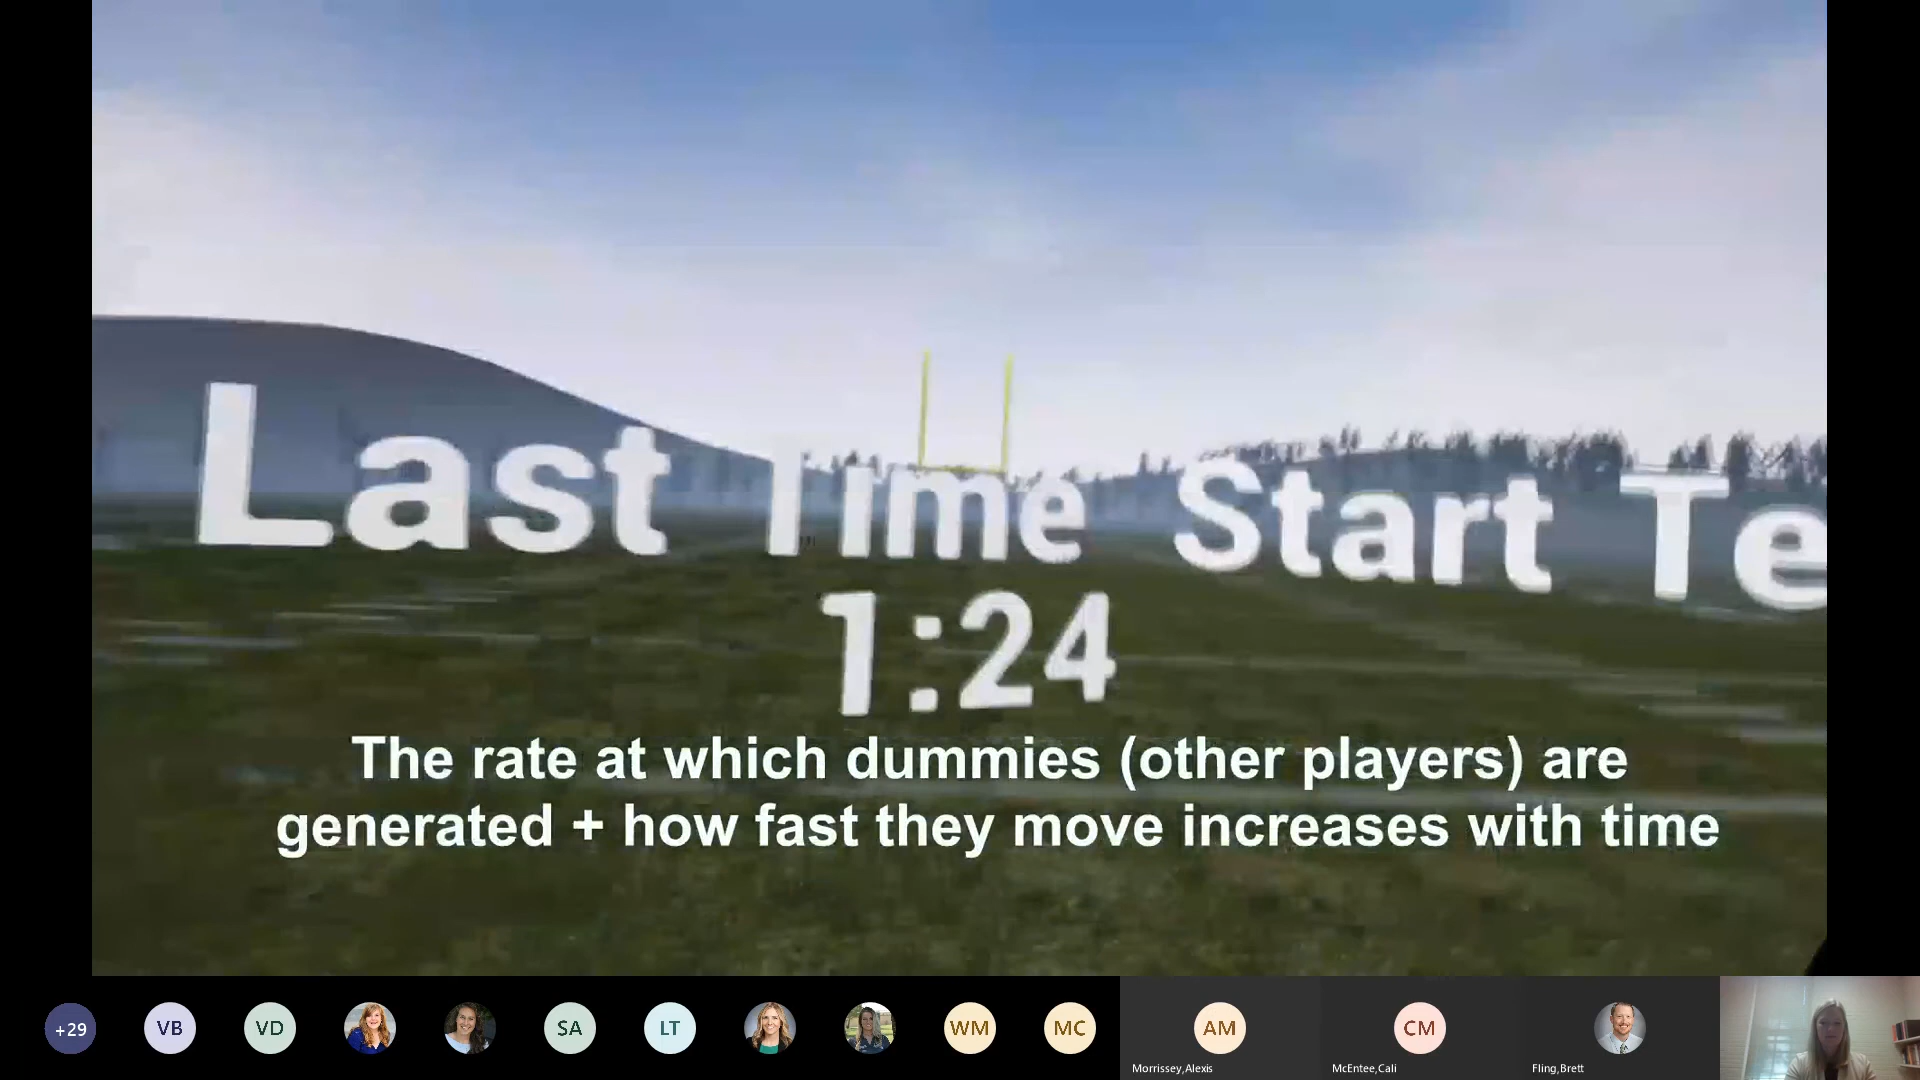 Last Time Start Te
1:24
The rate at which dummies (other players) are
generated + how fast they move increases with time
+29 VB VD SA LT WM MC AM CM
Morrissey,Alexis McEntee,Cali Fling,Brett